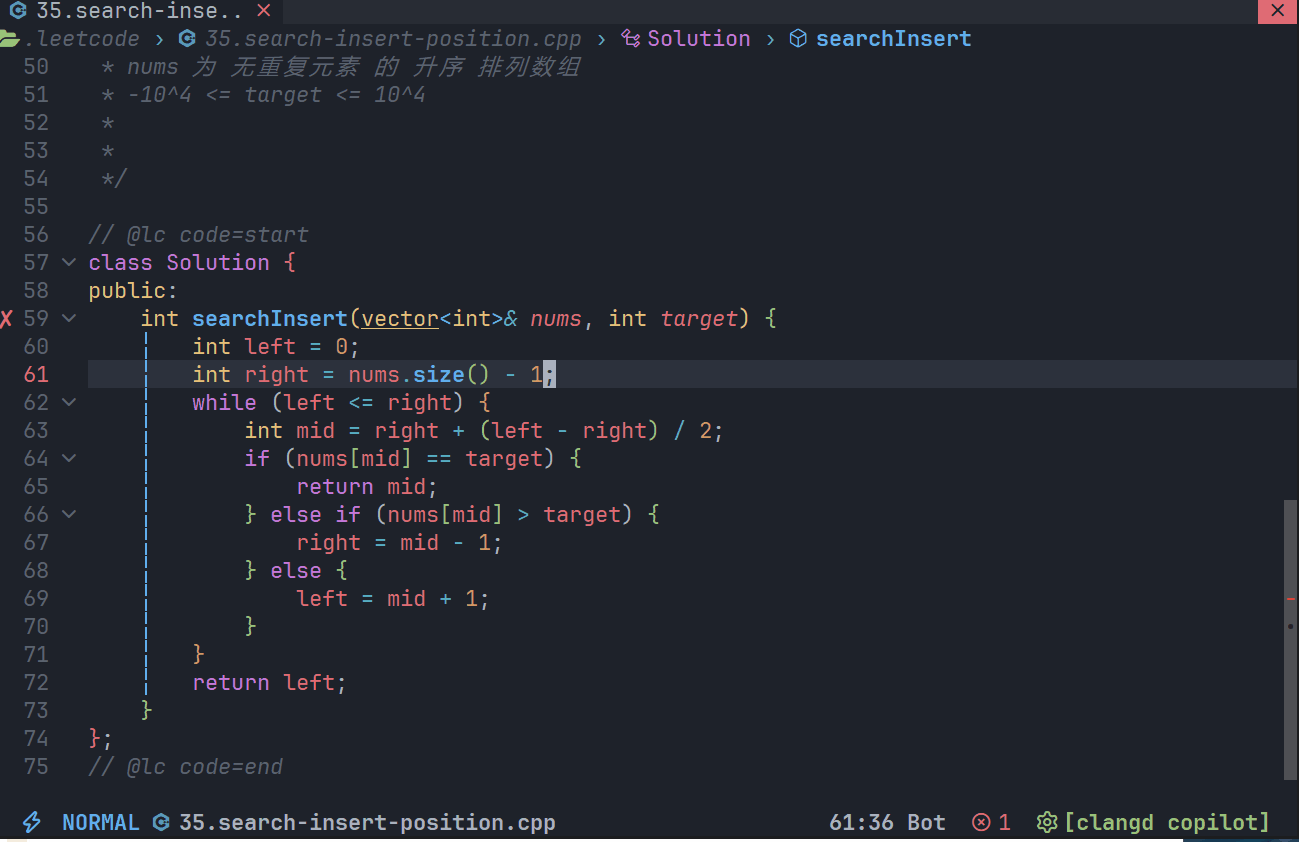 35.search-inse..
.leetcode › 35.search-insert-position.cpp › Solution › searchInsert
50 * nums 为 无重复元素 的 升序 排列数组
51 * -10^4 <= target <= 10^4
52 *
53 *
54 */
55
56 // @lc code=start
57 class Solution {
58 public:
59 int searchInsert(vector<int>& nums, int target) {
60 int left = 0;
61 int right = nums.size() - 1;
62 while (left <= right) {
63 int mid = right + (left - right) / 2;
64 if (nums[mid] == target) {
65 return mid;
66 } else if (nums[mid] > target) {
67 right = mid - 1;
68 } else {
69 left = mid + 1;
70 }
71 }
72 return left;
73 }
74 };
75 // @lc code=end
NORMAL 35.search-insert-position.cpp 61:36 Bot 1 [clangd copilot]